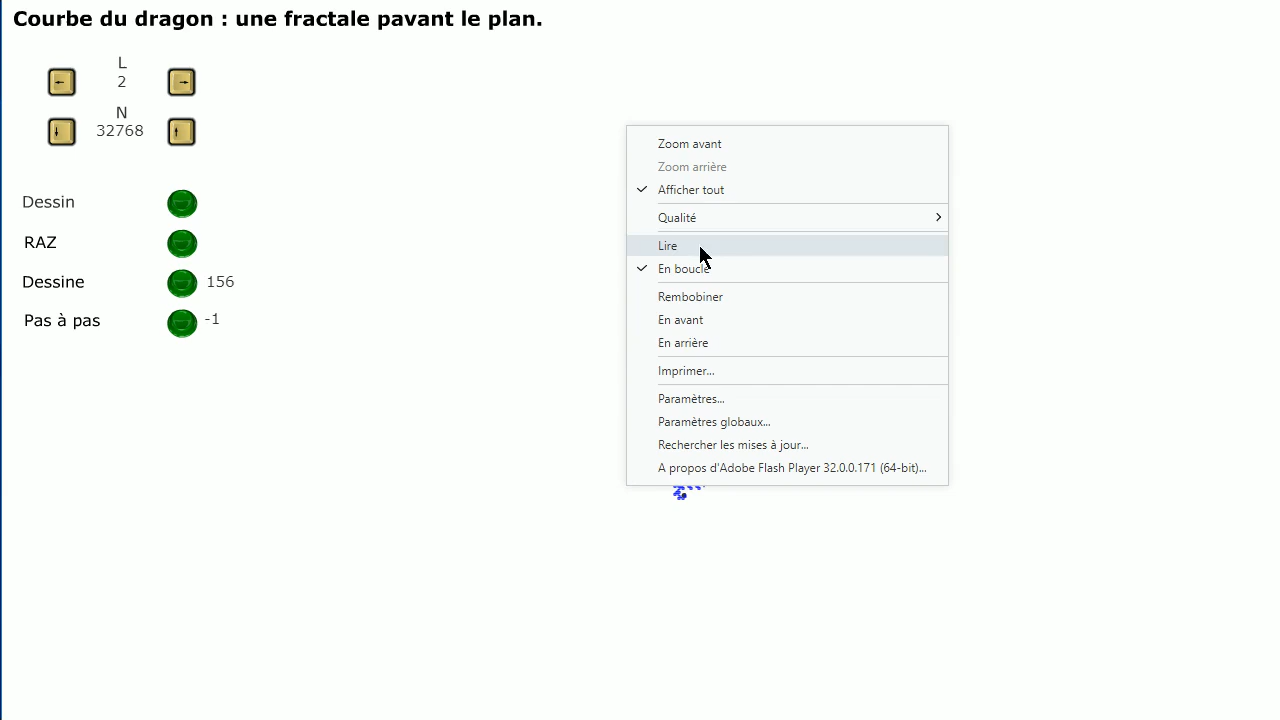 Courbe du dragon : une fractale pavant le plan.
L
2
N
32768
Dessin
RAZ
Dessine 156
Pas à pas -1
Zoom avant
Zoom arrière
Afficher tout
Qualité
Lire
En boucle
Rembobiner
En avant
En arrière
Imprimer...
Paramètres...
Paramètres globaux...
Rechercher les mises à jour...
A propos d'Adobe Flash Player 32.0.0.171 (64-bit)...